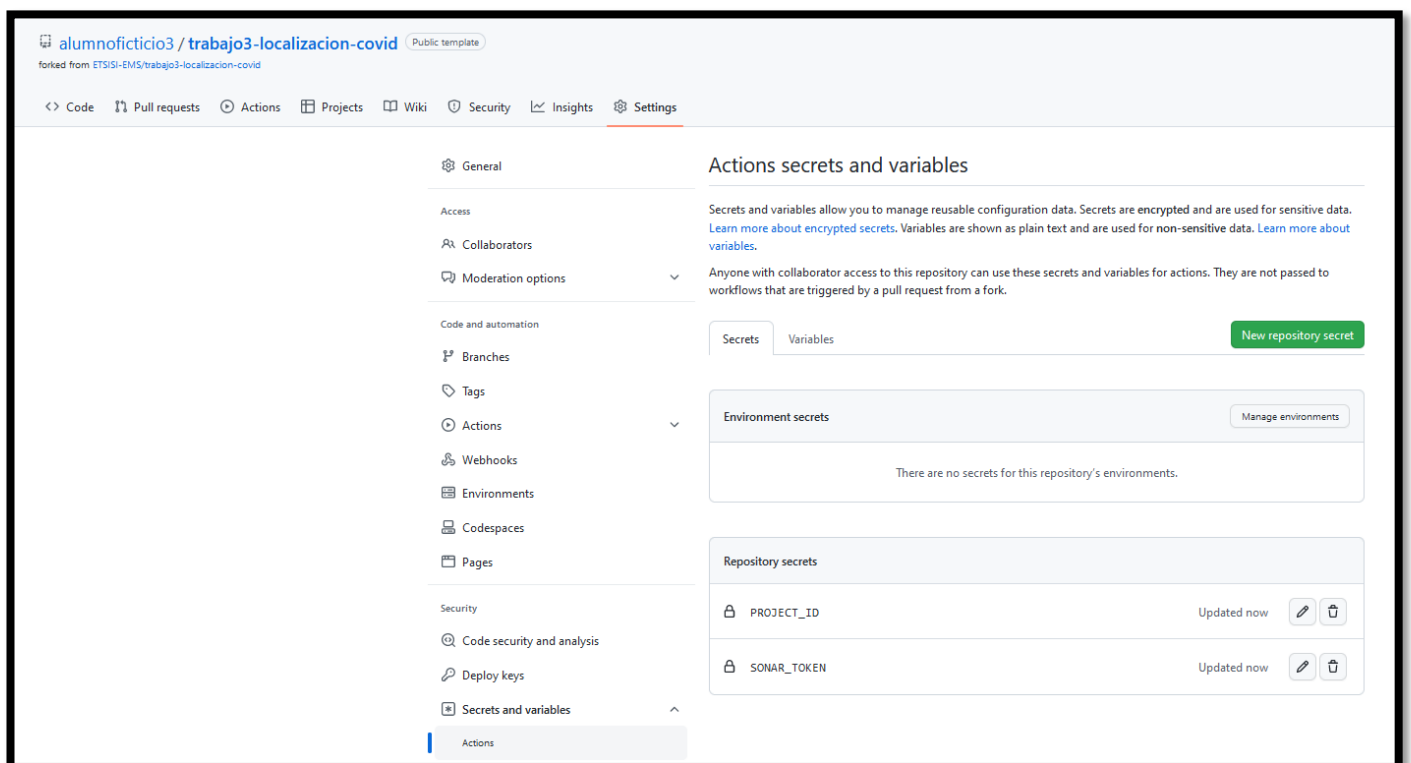 alumnoficticio3 / trabajo3-localizacion-covid Public template
forked from ETSISI-EMS/trabajo3-localizacion-covid
<> Code Pull requests Actions Projects Wiki Security Insights Settings
General
Access
Collaborators
Moderation options
Code and automation
Branches
Tags
Actions
Webhooks
Environments
Codespaces
Pages
Security
Code security and analysis
Deploy keys
Secrets and variables
Actions
Actions secrets and variables
Secrets and variables allow you to manage reusable configuration data. Secrets are encrypted and are used for sensitive data.
Learn more about encrypted secrets. Variables are shown as plain text and are used for non-sensitive data. Learn more about
variables.
Anyone with collaborator access to this repository can use these secrets and variables for actions. They are not passed to
workflows that are triggered by a pull request from a fork.
Secrets Variables New repository secret
Environment secrets Manage environments
There are no secrets for this repository's environments.
Repository secrets
PROJECT_ID Updated now
SONAR_TOKEN Updated now